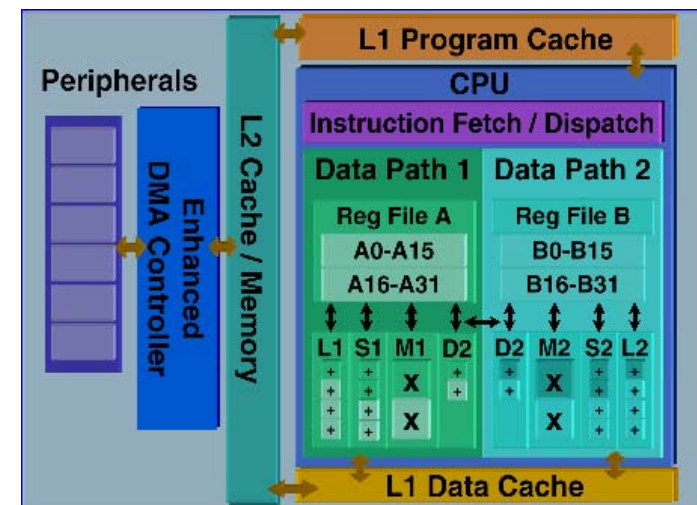 L1 Program Cache
Peripherals
CPU
Instruction Fetch / Dispatch
L2 Cache / Memory
Enhanced
DMA Controller
Data Path 1
Data Path 2
Reg File A
Reg File B
A0-A15
B0-B15
A16-A31
B16-B31
L1 S1 M1 D2
D2 M2 S2 L2
+ + X +
+ + +
+ + X
+ +
+ X + +
+ + +
X + +
+ +
L1 Data Cache